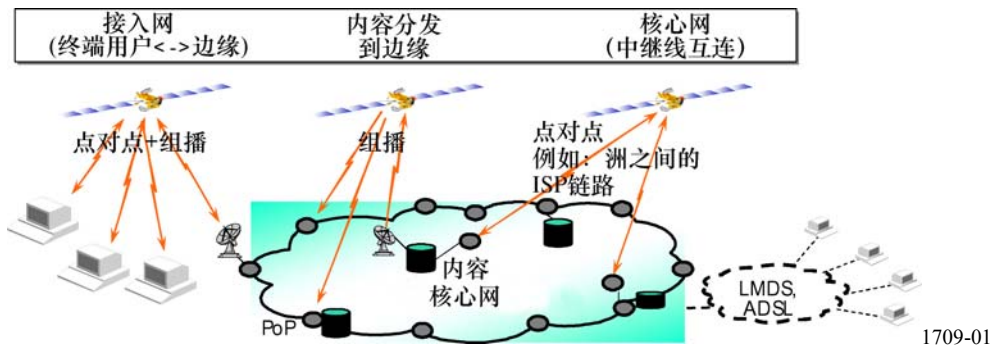 接入网
(终端用户<->边缘)
内容分发
到边缘
核心网
(中继线互连)
点对点+组播
组播
点对点
例如：洲之间的
ISP链路
内容
核心网
PoP
LMDS,
ADSL
1709-01